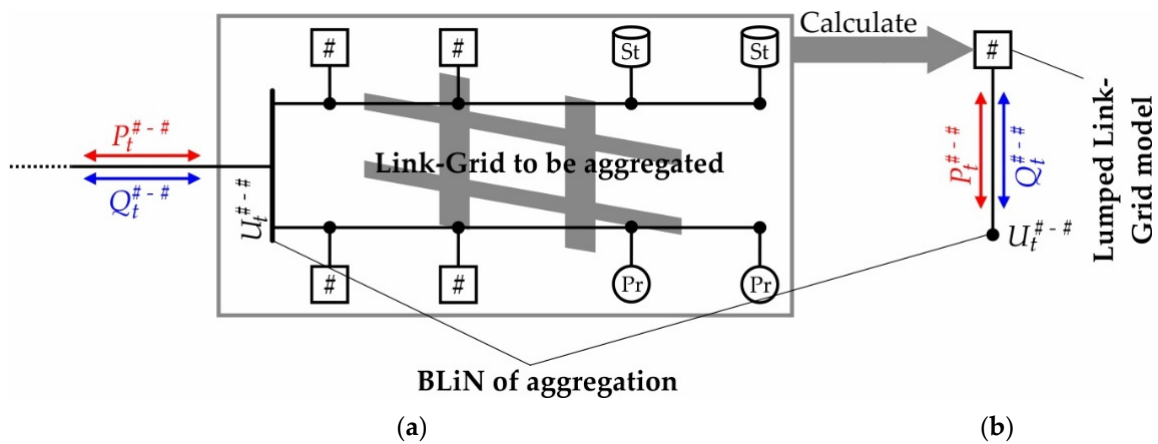 # # St St
Calculate
#
P_t^{# - #}
Q_t^{# - #}
U_t^{# - #}
Link-Grid to be aggregated
# # Pr Pr
P_t^{# - #}
Q_t^{# - #}
U_t^{# - #}
Lumped Link-
Grid model
BLiN of aggregation
(a) (b)